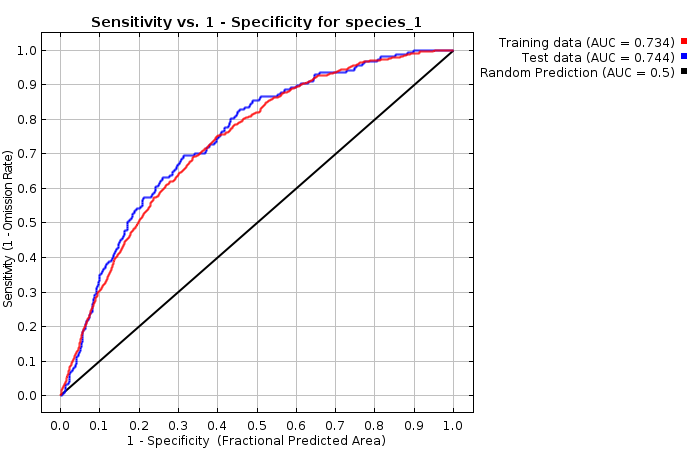 Sensitivity vs. 1 - Specificity for species_1
Training data (AUC = 0.734)
Test data (AUC = 0.744)
Random Prediction (AUC = 0.5)
Sensitivity (1 - Omission Rate)
1.0
0.9
0.8
0.7
0.6
0.5
0.4
0.3
0.2
0.1
0.0
0.0 0.1 0.2 0.3 0.4 0.5 0.6 0.7 0.8 0.9 1.0
1 - Specificity (Fractional Predicted Area)